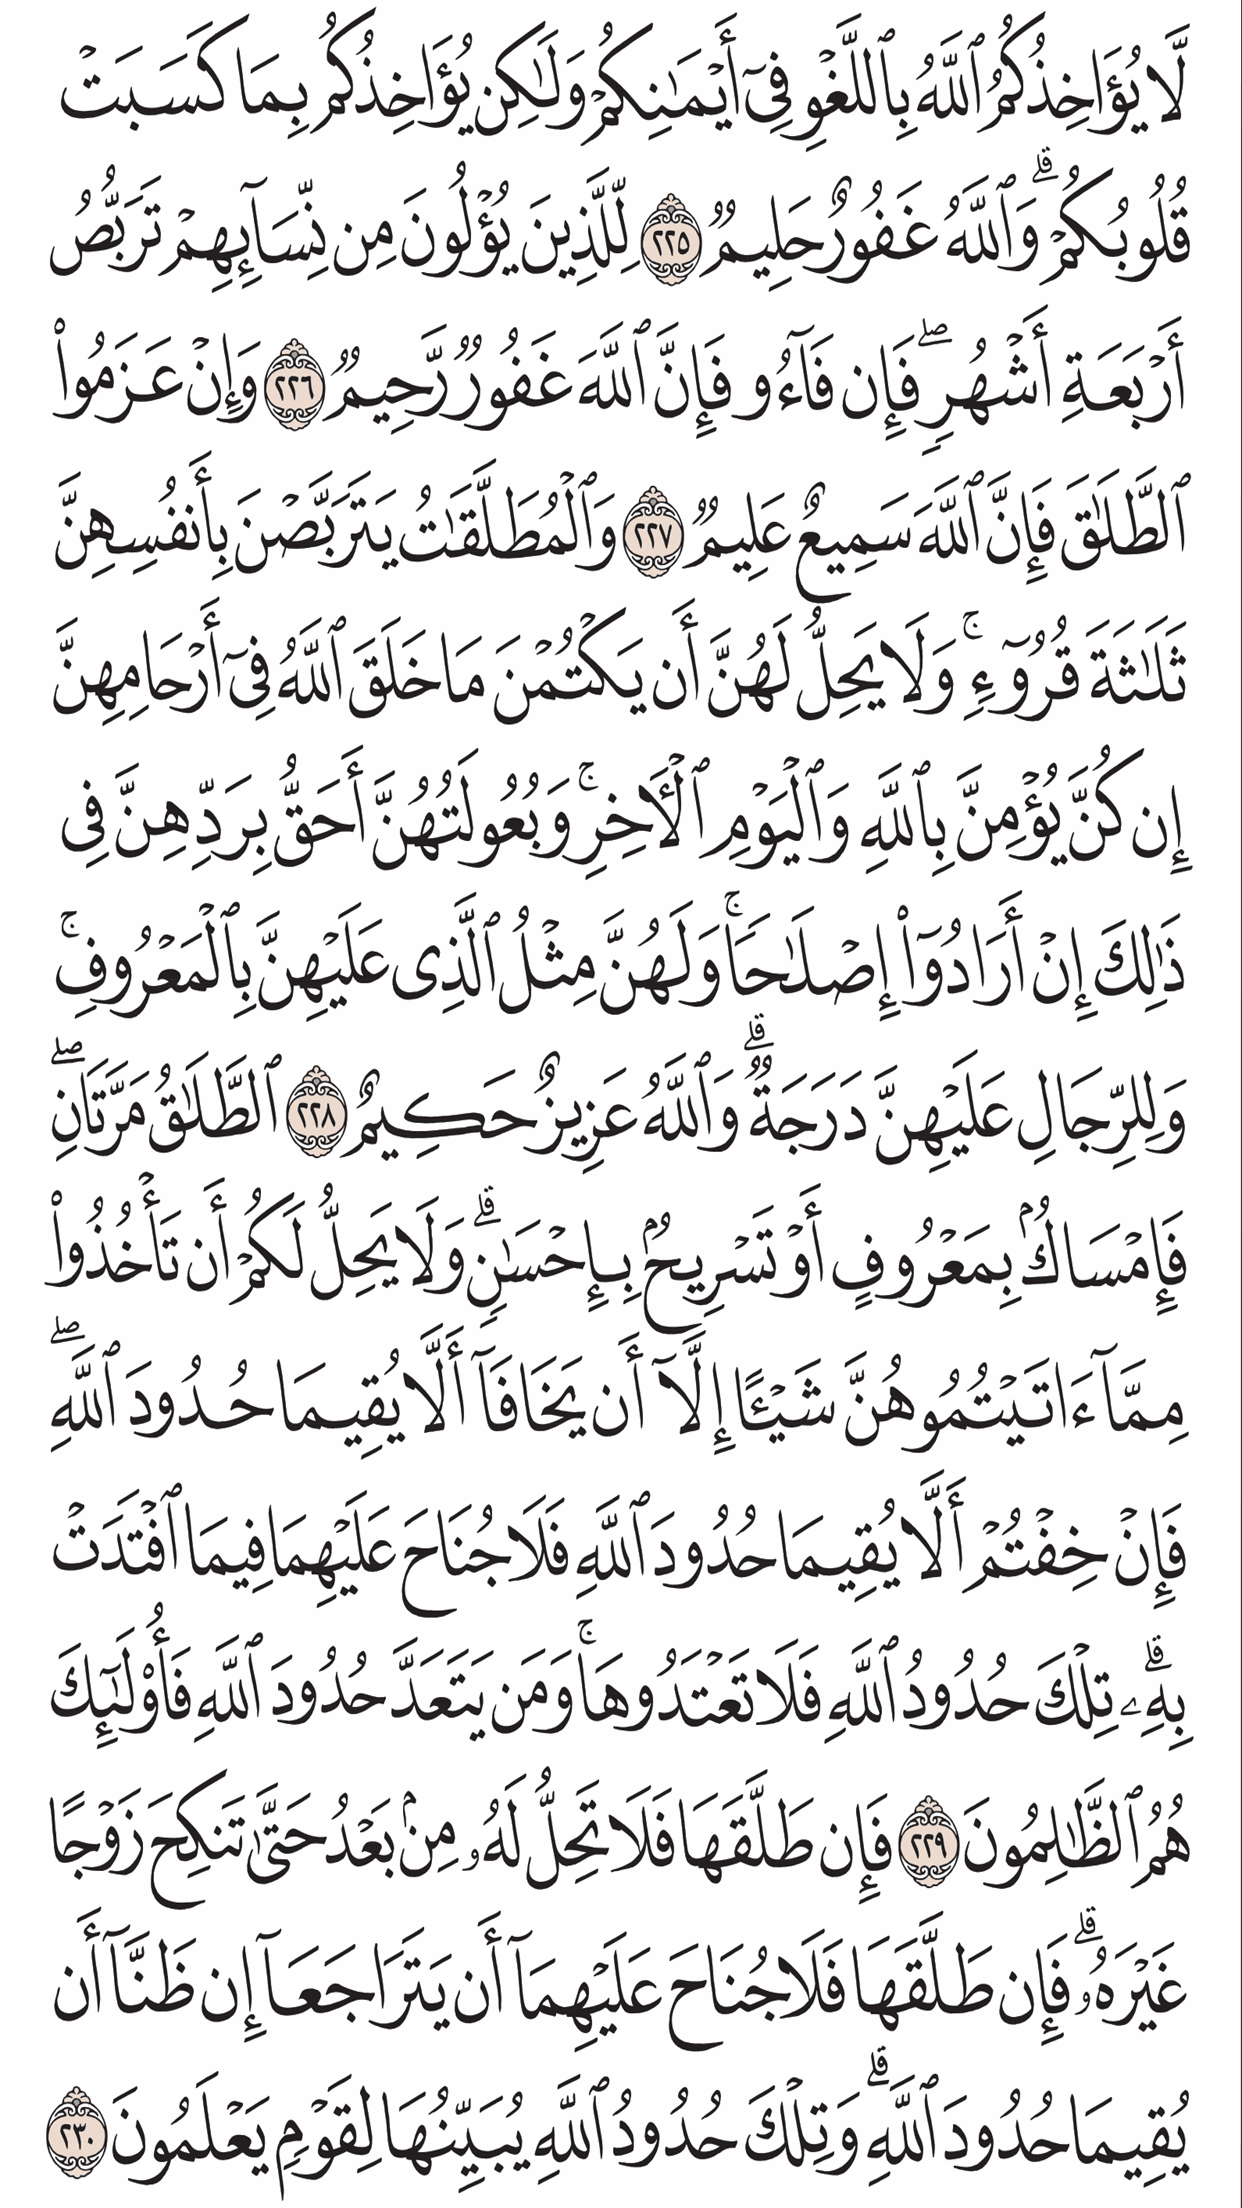 لَّا يُؤَاخِذُكُمُ ٱللَّهُ بِٱللَّغْوِ فِىٓ أَيْمَـٰنِكُمْ وَلَـٰكِن يُؤَاخِذُكُم بِمَا كَسَبَتْ
قُلُوبُكُمْ ۗ وَٱللَّهُ غَفُورٌ حَلِيمٌ ٢٢٥ لِّلَّذِينَ يُؤْلُونَ مِن نِّسَآئِهِمْ تَرَبُّصُ
أَرْبَعَةِ أَشْهُرٍ ۖ فَإِن فَآءُو فَإِنَّ ٱللَّهَ غَفُورٌ رَّحِيمٌ ٢٢٦ وَإِنْ عَزَمُوا۟
ٱلطَّلَـٰقَ فَإِنَّ ٱللَّهَ سَمِيعٌ عَلِيمٌ ٢٢٧ وَٱلْمُطَلَّقَـٰتُ يَتَرَبَّصْنَ بِأَنفُسِهِنَّ
ثَلَـٰثَةَ قُرُوٓءٍ ۚ وَلَا يَحِلُّ لَهُنَّ أَن يَكْتُمْنَ مَا خَلَقَ ٱللَّهُ فِىٓ أَرْحَامِهِنَّ
إِن كُنَّ يُؤْمِنَّ بِٱللَّهِ وَٱلْيَوْمِ ٱلْـَٔاخِرِ ۚ وَبُعُولَتُهُنَّ أَحَقُّ بِرَدِّهِنَّ فِى
ذَٰلِكَ إِنْ أَرَادُوٓا۟ إِصْلَـٰحًا ۚ وَلَهُنَّ مِثْلُ ٱلَّذِى عَلَيْهِنَّ بِٱلْمَعْرُوفِ ۚ
وَلِلرِّجَالِ عَلَيْهِنَّ دَرَجَةٌ ۗ وَٱللَّهُ عَزِيزٌ حَكِيمٌ ٢٢٨ ٱلطَّلَـٰقُ مَرَّتَانِ ۖ
فَإِمْسَاكٌۢ بِمَعْرُوفٍ أَوْ تَسْرِيحٌۢ بِإِحْسَـٰنٍ ۗ وَلَا يَحِلُّ لَكُمْ أَن تَأْخُذُوا۟
مِمَّآ ءَاتَيْتُمُوهُنَّ شَيْـًٔا إِلَّآ أَن يَخَافَآ أَلَّا يُقِيمَا حُدُودَ ٱللَّهِ ۖ
فَإِنْ خِفْتُمْ أَلَّا يُقِيمَا حُدُودَ ٱللَّهِ فَلَا جُنَاحَ عَلَيْهِمَا فِيمَا ٱفْتَدَتْ
بِهِۦ ۗ تِلْكَ حُدُودُ ٱللَّهِ فَلَا تَعْتَدُوهَا ۚ وَمَن يَتَعَدَّ حُدُودَ ٱللَّهِ فَأُو۟لَـٰٓئِكَ
هُمُ ٱلظَّـٰلِمُونَ ٢٢٩ فَإِن طَلَّقَهَا فَلَا تَحِلُّ لَهُۥ مِنۢ بَعْدُ حَتَّىٰ تَنكِحَ زَوْجًا
غَيْرَهُۥ ۗ فَإِن طَلَّقَهَا فَلَا جُنَاحَ عَلَيْهِمَآ أَن يَتَرَاجَعَآ إِن ظَنَّآ أَن
يُقِيمَا حُدُودَ ٱللَّهِ ۗ وَتِلْكَ حُدُودُ ٱللَّهِ يُبَيِّنُهَا لِقَوْمٍ يَعْلَمُونَ ٢٣٠